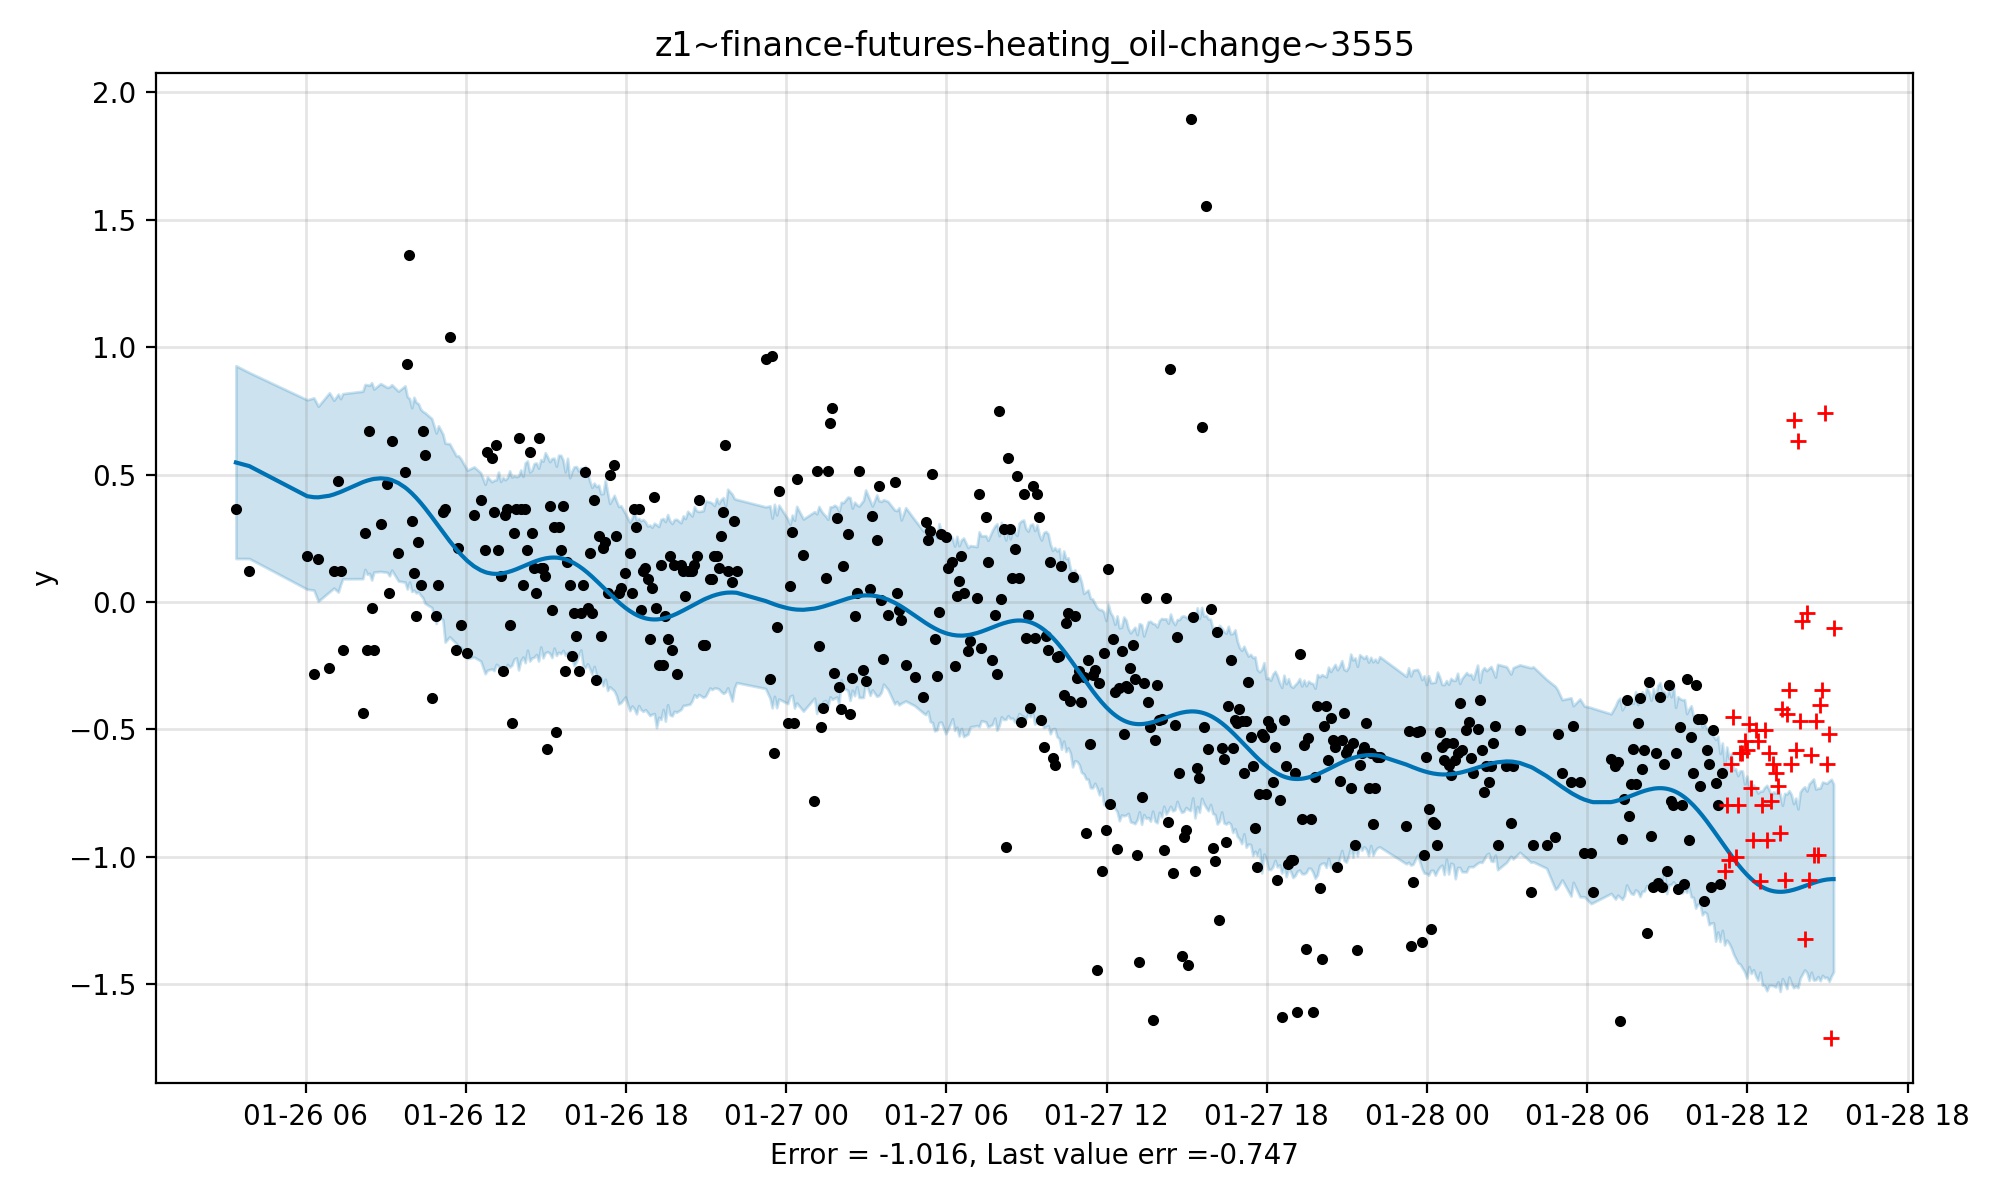 z1~finance-futures-heating_oil-change~3555
y
2.0
1.5
1.0
0.5
0.0
−0.5
−1.0
−1.5
01-26 06 01-26 12 01-26 18 01-27 00 01-27 06 01-27 12 01-27 18 01-28 00 01-28 06 01-28 12 01-28 18
Error = -1.016, Last value err =-0.747